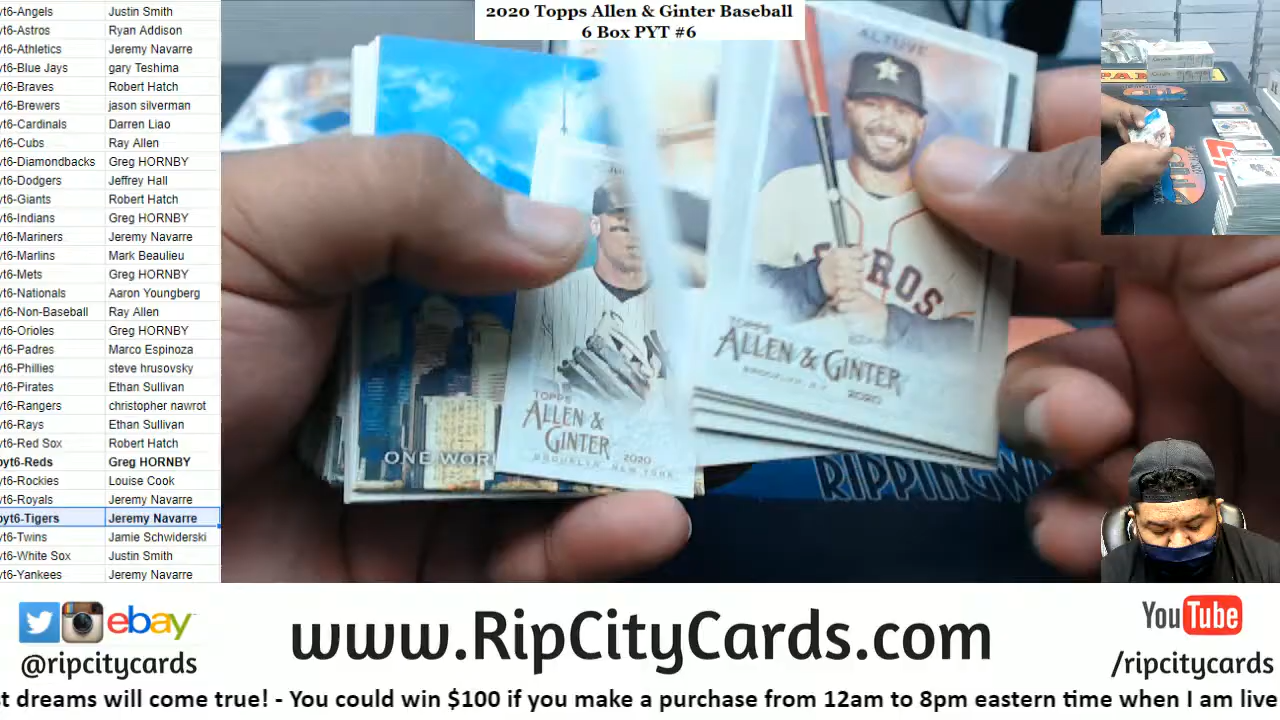 2020 Topps Allen & Ginter Baseball
6 Box PYT #6
yt6-Angels Justin Smith
yt6-Astros Ryan Addison
yt6-Athletics Jeremy Navarre
yt6-Blue Jays gary Teshima
yt6-Braves Robert Hatch
yt6-Brewers jason silverman
yt6-Cardinals Darren Liao
yt6-Cubs Ray Allen
yt6-Diamondbacks Greg HORNBY
yt6-Dodgers Jeffrey Hall
yt6-Giants Robert Hatch
yt6-Indians Greg HORNBY
yt6-Mariners Jeremy Navarre
yt6-Marlins Mark Beaulieu
yt6-Mets Greg HORNBY
yt6-Nationals Aaron Youngberg
yt6-Non-Baseball Ray Allen
yt6-Orioles Greg HORNBY
yt6-Padres Marco Espinoza
yt6-Phillies steve hrusovsky
yt6-Pirates Ethan Sullivan
yt6-Rangers christopher nawrot
yt6-Rays Ethan Sullivan
yt6-Red Sox Robert Hatch
pyt6-Reds Greg HORNBY
yt6-Rockies Louise Cook
yt6-Royals Jeremy Navarre
pyt6-Tigers Jeremy Navarre
yt6-Twins Jamie Schwiderski
yt6-White Sox Justin Smith
yt6-Yankees Jeremy Navarre
ALTUVE
TROS
TOPPS
ALLEN & GINTER
BROOKLYN, N.Y.
2020
ONE WOR
TOPPS
ALLEN &
GINTER
2020
BROOKLYN, NEW YORK
RIPPINGW
ebay
@ripcitycards
www.RipCityCards.com
YouTube
/ripcitycards
st dreams will come true! - You could win $100 if you make a purchase from 12am to 8pm eastern time when I am live